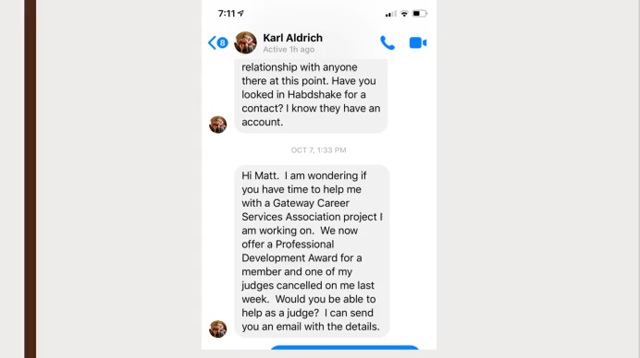 7:11
8
Karl Aldrich
Active 1h ago
relationship with anyone
there at this point. Have you
looked in Habdshake for a
contact? I know they have an
account.
OCT 7, 1:33 PM
Hi Matt.  I am wondering if
you have time to help me
with a Gateway Career
Services Association project I
am working on.  We now
offer a Professional
Development Award for a
member and one of my
judges cancelled on me last
week.  Would you be able to
help as a judge?  I can send
you an email with the details.